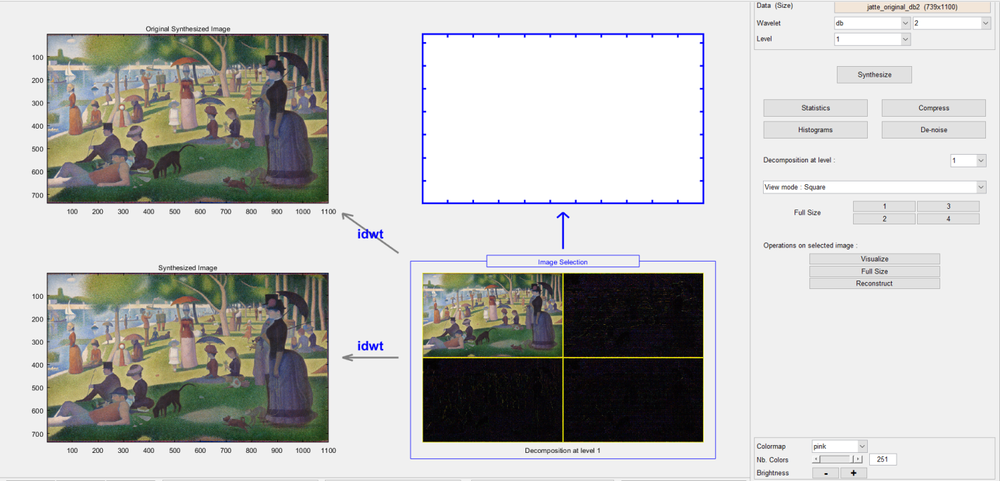 Original Synthesized Image
100
200
300
400
500
600
700
100 200 300 400 500 600 700 800 900 1000 1100
idwt
Synthesized Image
100
200
300
400
500
600
700
100 200 300 400 500 600 700 800 900 1000 1100
idwt
Image Selection
Decomposition at level 1
Data (Size) jatte_original_db2 (739x1100)
Wavelet db 2
Level 1
Synthesize
Statistics Compress
Histograms De-noise
Decomposition at level : 1
View mode : Square
Full Size 1 3
2 4
Operations on selected image :
Visualize
Full Size
Reconstruct
Colormap pink
Nb. Colors 251
Brightness - +